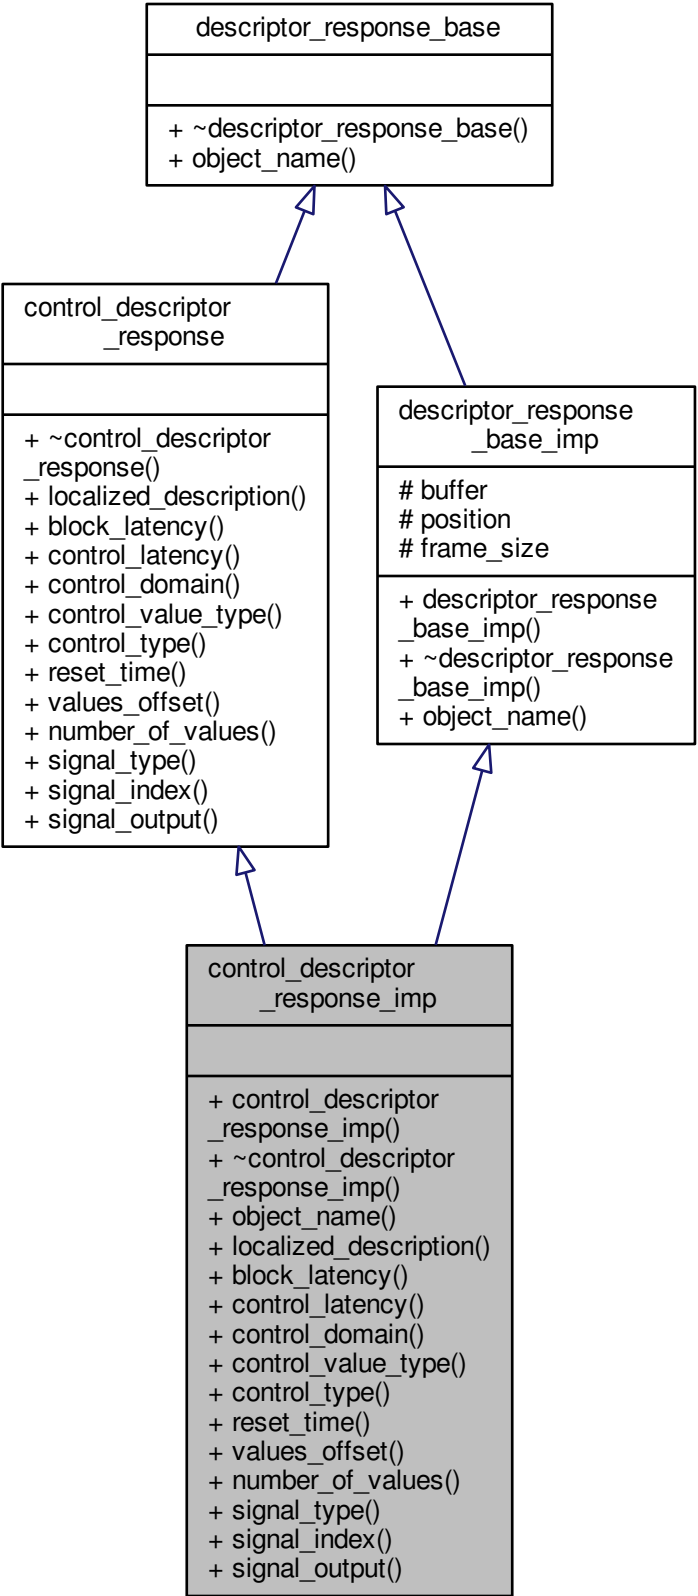 descriptor_response_base
+ ~descriptor_response_base()
+ object_name()
control_descriptor
_response
+ ~control_descriptor
_response()
+ localized_description()
+ block_latency()
+ control_latency()
+ control_domain()
+ control_value_type()
+ control_type()
+ reset_time()
+ values_offset()
+ number_of_values()
+ signal_type()
+ signal_index()
+ signal_output()
descriptor_response
_base_imp
# buffer
# position
# frame_size
+ descriptor_response
_base_imp()
+ ~descriptor_response
_base_imp()
+ object_name()
control_descriptor
_response_imp
+ control_descriptor
_response_imp()
+ ~control_descriptor
_response_imp()
+ object_name()
+ localized_description()
+ block_latency()
+ control_latency()
+ control_domain()
+ control_value_type()
+ control_type()
+ reset_time()
+ values_offset()
+ number_of_values()
+ signal_type()
+ signal_index()
+ signal_output()